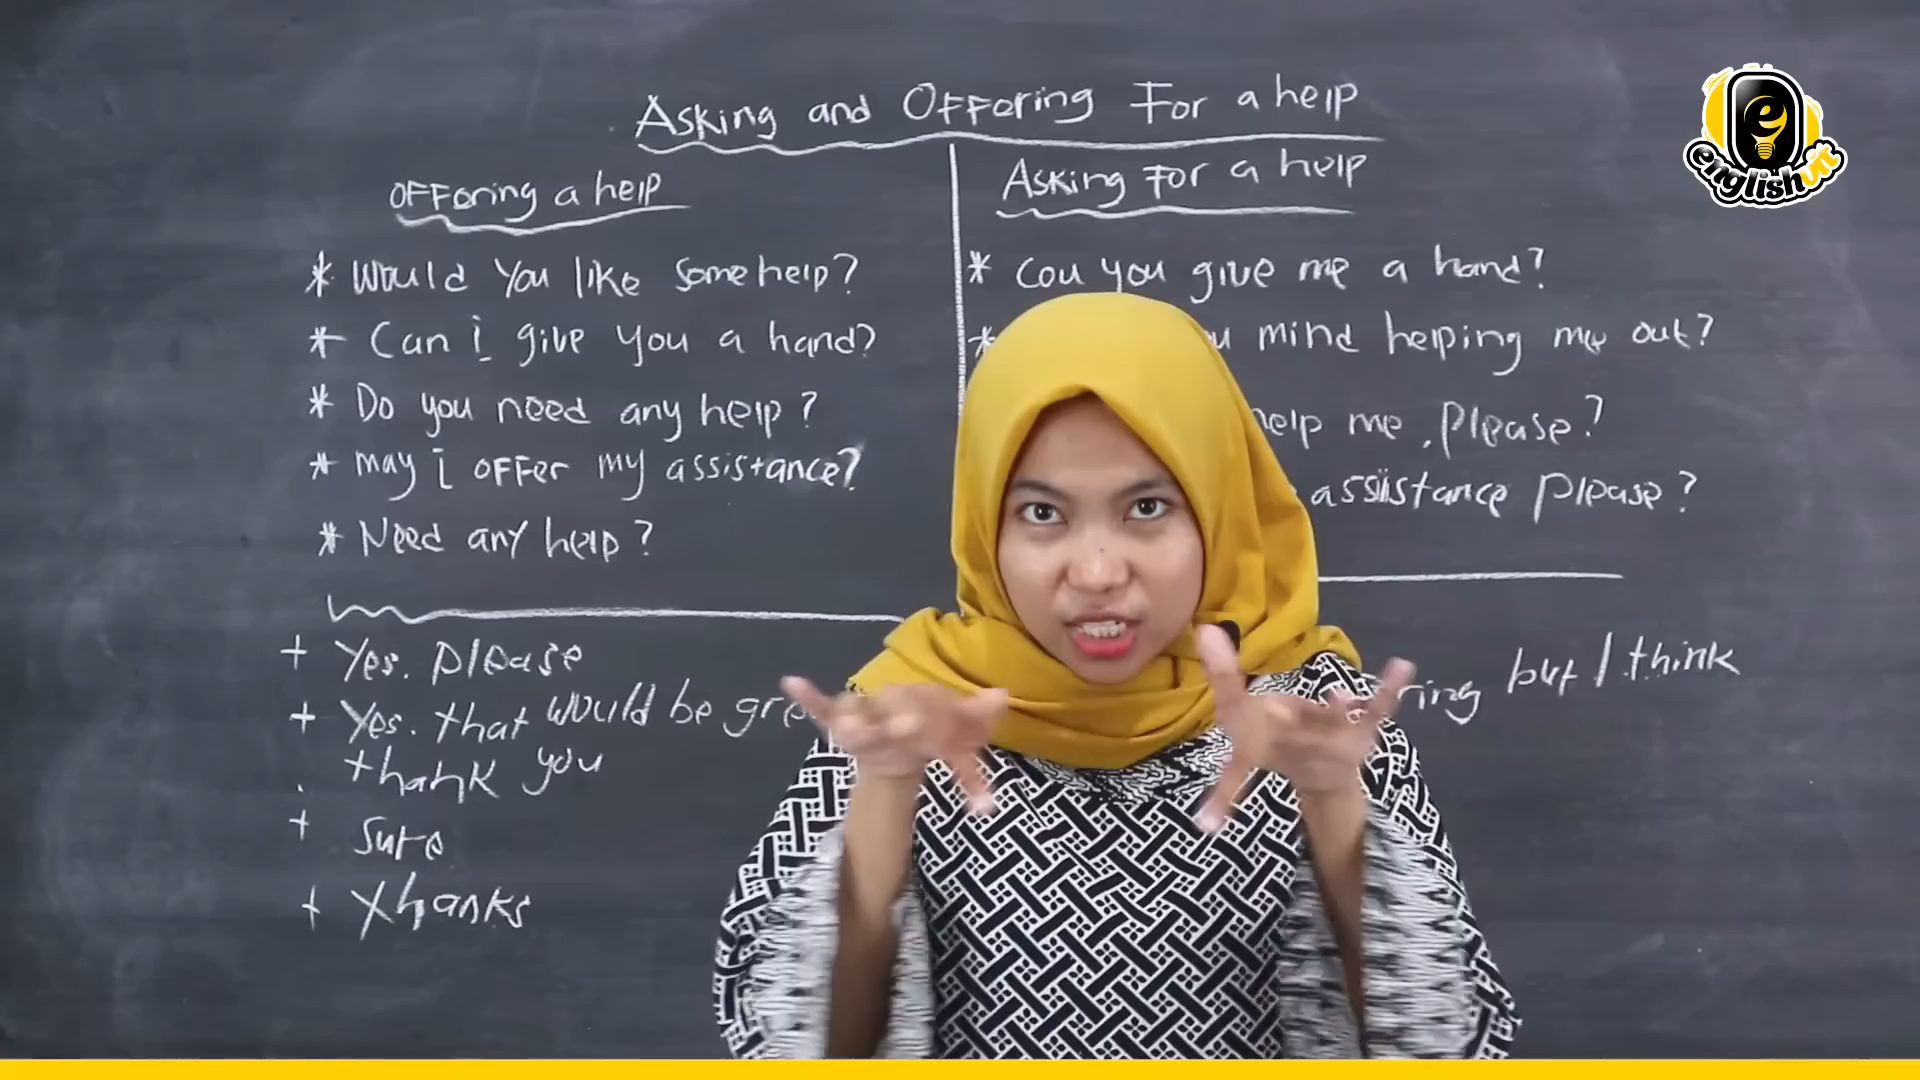 Asking and Offering For a help
Offering a help
* Would You like some help?
* Can i give you a hand?
* Do you need any help?
* may i offer my assistance?
* Need any help?
+ Yes. please
+ Yes. that would be
thank you
+ Sure
+ Thanks
Asking For a help
* Cou you give me a hand?
* mind helping me out?
help me, please?
assistance please?
but I think
englishvit